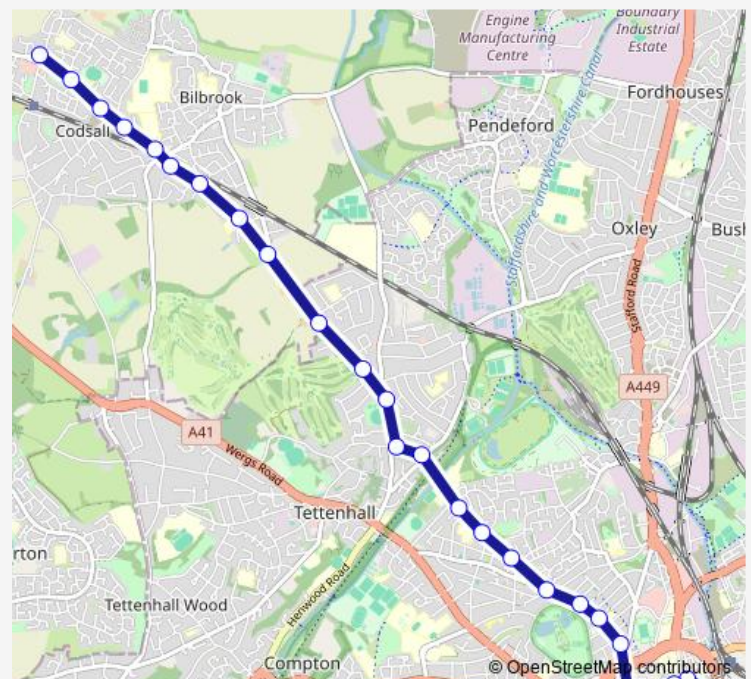 Engine
Manufacturing
Centre
Boundary
Industrial
Estate
Bilbrook
Fordhouses
Codsall
Pendeford
Staffordshire and Worcestershire Canal
Oxley
Bush
Stafford Road
A449
A41
Wergs Road
Tettenhall
rton
Henwood Road
Tettenhall Wood
Compton
© OpenStreetMap contributors